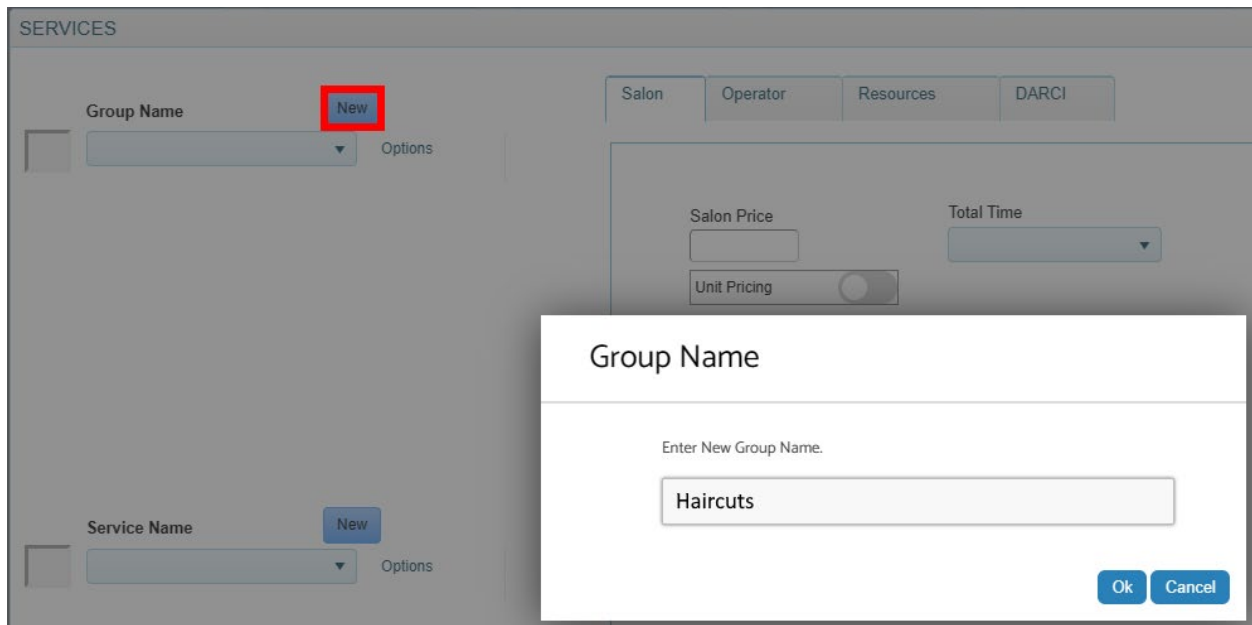 SERVICES
Group Name
New
Options
Salon
Operator
Resources
DARCI
Salon Price
Total Time
Unit Pricing
Group Name
Enter New Group Name.
Haircuts
Ok
Cancel
Service Name
New
Options